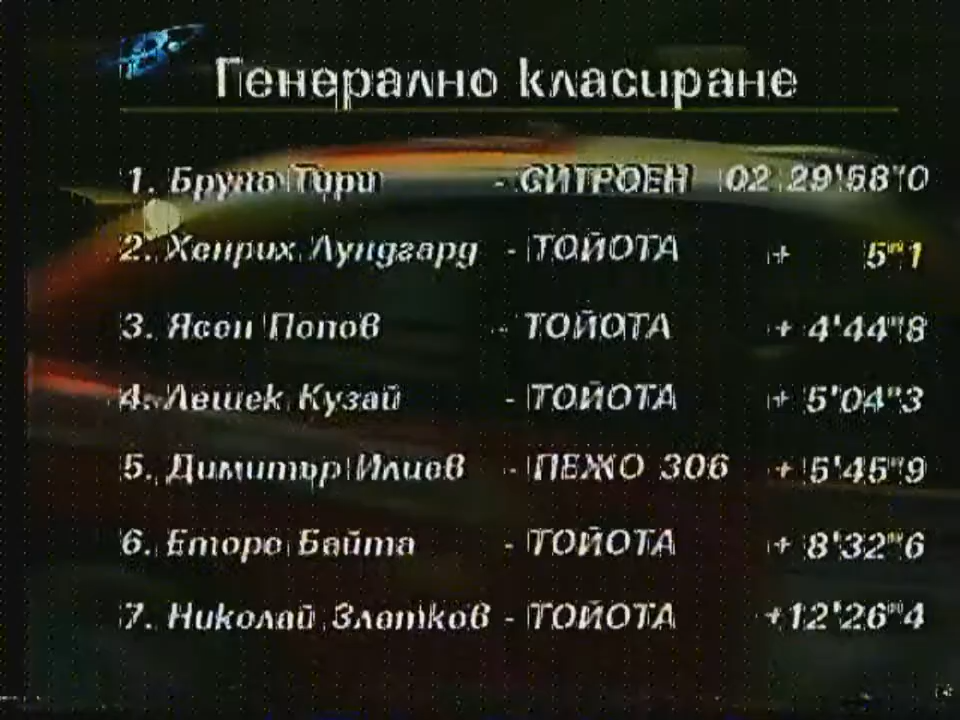 Генерално класиране
1. Бруно Тири - СИТРОЕН 02 29'58"0
2. Хенрих Лундгард - ТОЙОТА + 5"1
3. Ясен Попов - ТОЙОТА + 4'44"8
4. Лешек Кузай - ТОЙОТА + 5'04"3
5. Димитър Илиев - ПЕЖО 306 + 5'45"9
6. Еторе Байта - ТОЙОТА + 8'32"6
7. Николай Златков - ТОЙОТА +12'26"4